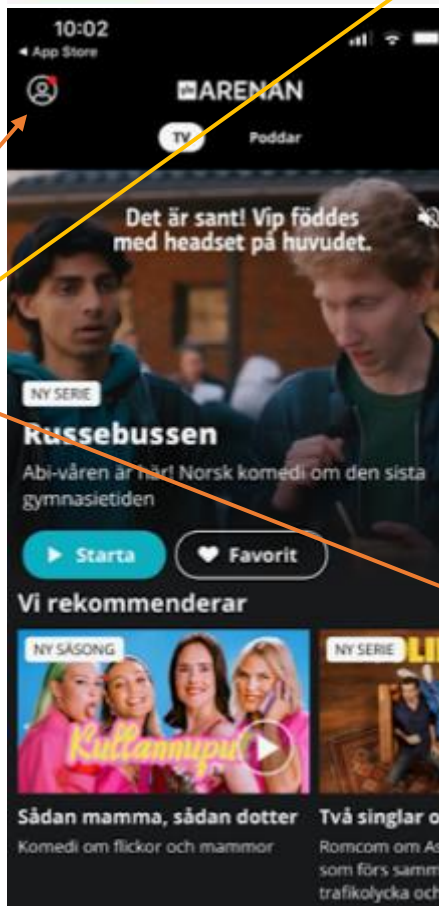 10:02
App Store
yle ARENAN
TV
Poddar
Det är sant! Vip föddes
med headset på huvudet.
NY SERIE
Russebussen
Abi-våren är här! Norsk komedi om den sista
gymnasietiden
Starta
Favorit
Vi rekommenderar
NY SÄSONG
Kullannuput
NY SERIE
Sådan mamma, sådan dotter
Två singlar o
Komedi om flickor och mammor
Romcom om As
som förs samm
trafikolycka och